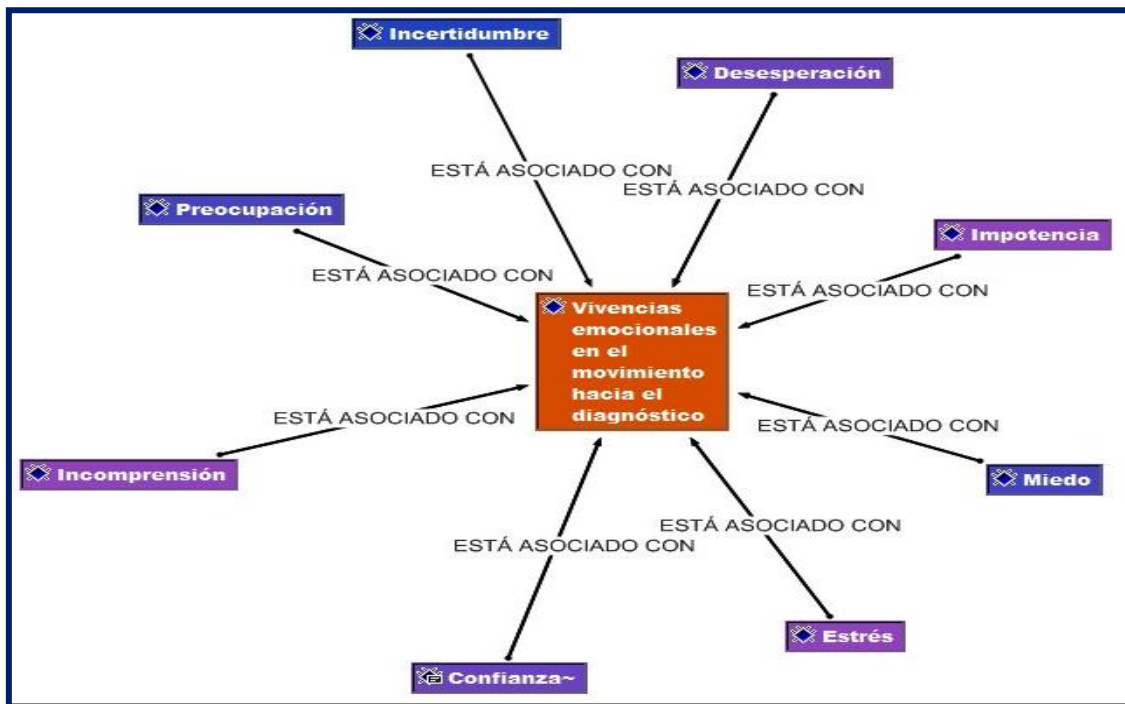 Incertidumbre
Desesperación
ESTÁ ASOCIADO CON
ESTÁ ASOCIADO CON
Preocupación
Impotencia
ESTÁ ASOCIADO CON
ESTÁ ASOCIADO CON
Vivencias
emocionales
en el
movimiento
hacia el
diagnóstico
ESTÁ ASOCIADO CON
ESTÁ ASOCIADO CON
Incomprensión
Miedo
ESTÁ ASOCIADO CON
ESTÁ ASOCIADO CON
Estrés
Confianza~